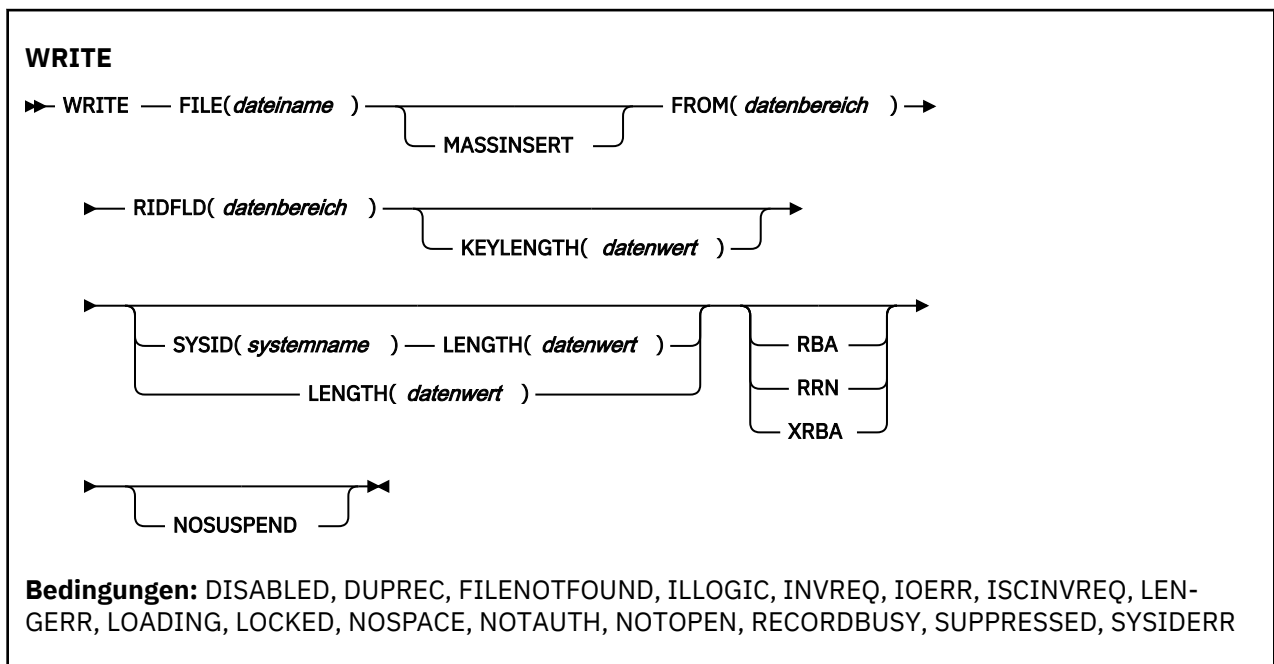 WRITE
WRITE FILE(dateiname ) FROM( datenbereich )
MASSINSERT
RIDFLD( datenbereich )
KEYLENGTH( datenwert )
SYSID( systemname ) LENGTH( datenwert ) RBA
LENGTH( datenwert ) RRN
XRBA
NOSUSPEND
Bedingungen: DISABLED, DUPREC, FILENOTFOUND, ILLOGIC, INVREQ, IOERR, ISCINVREQ, LEN-
GERR, LOADING, LOCKED, NOSPACE, NOTAUTH, NOTOPEN, RECORDBUSY, SUPPRESSED, SYSIDERR